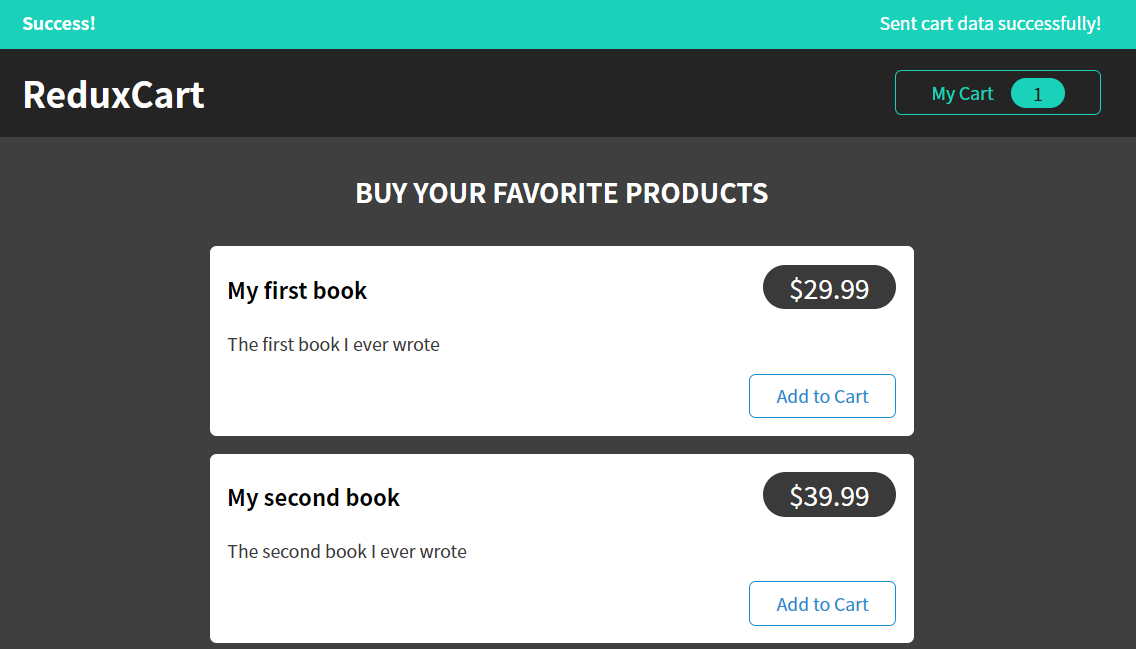 Success! Sent cart data successfully!
ReduxCart My Cart 1
BUY YOUR FAVORITE PRODUCTS
My first book $29.99
The first book I ever wrote
Add to Cart
My second book $39.99
The second book I ever wrote
Add to Cart